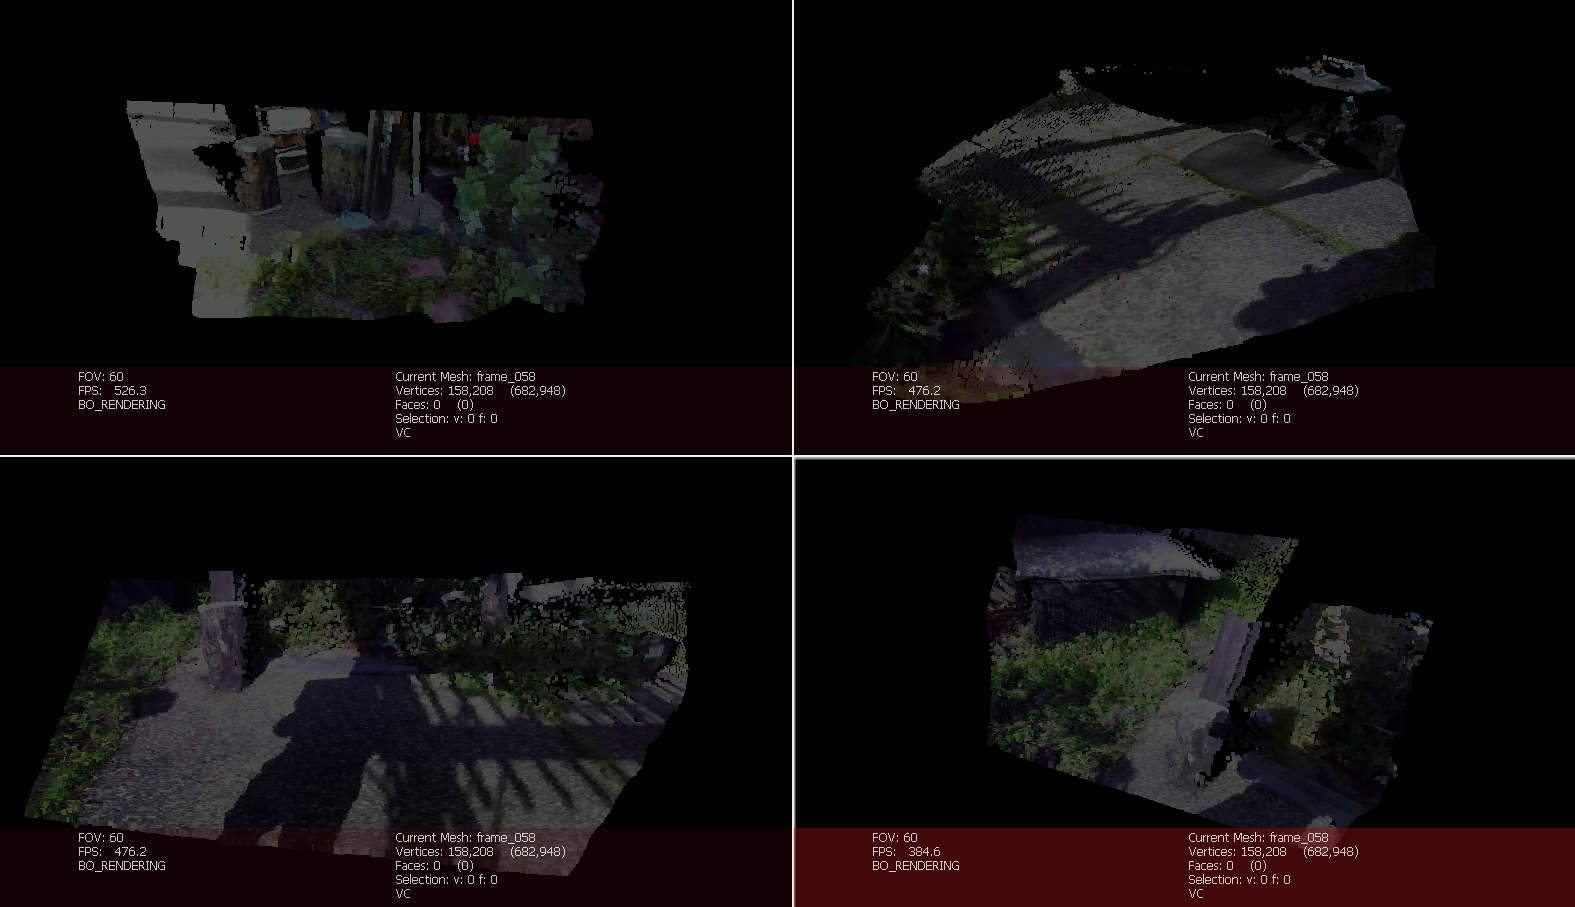 FOV: 60
FPS: 526.3
BO_RENDERING
Current Mesh: frame_058
Vertices: 158,208 (682,948)
Faces: 0 (0)
Selection: v: 0 f: 0
VC
FOV: 60
FPS: 476.2
BO_RENDERING
Current Mesh: frame_058
Vertices: 158,208 (682,948)
Faces: 0 (0)
Selection: v: 0 f: 0
VC
FOV: 60
FPS: 476.2
BO_RENDERING
Current Mesh: frame_058
Vertices: 158,208 (682,948)
Faces: 0 (0)
Selection: v: 0 f: 0
VC
FOV: 60
FPS: 384.6
BO_RENDERING
Current Mesh: frame_058
Vertices: 158,208 (682,948)
Faces: 0 (0)
Selection: v: 0 f: 0
VC